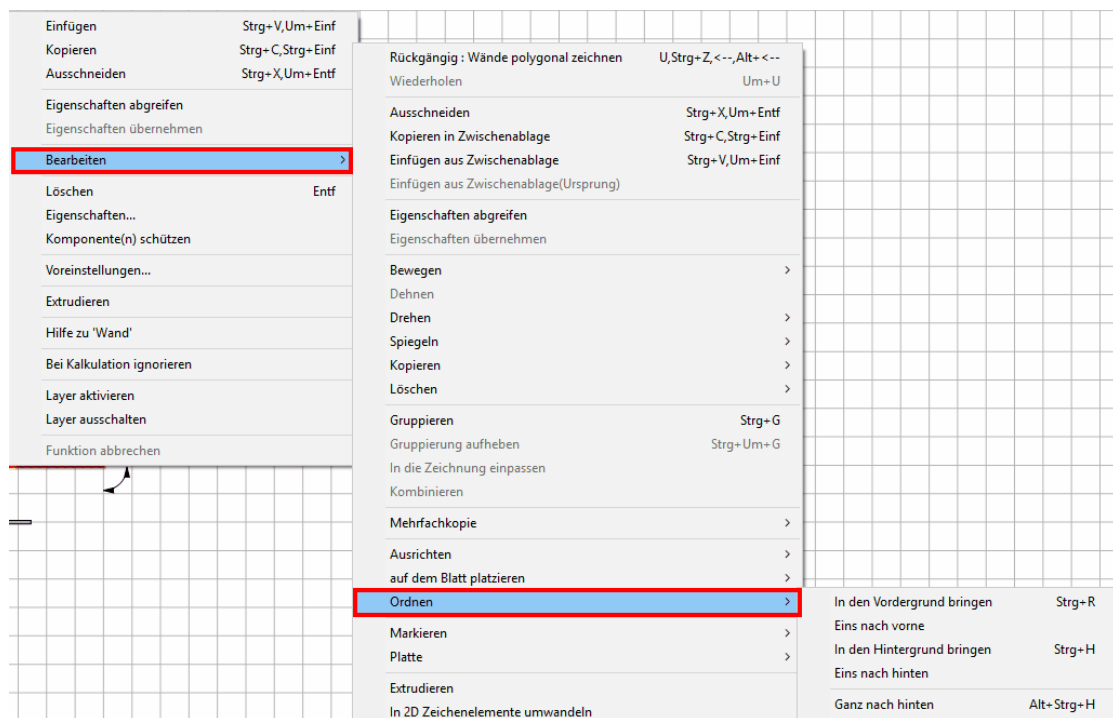 Einfügen Strg+V,Um+Einf
Kopieren Strg+C,Strg+Einf
Ausschneiden Strg+X,Um+Entf
Eigenschaften abgreifen
Eigenschaften übernehmen
Bearbeiten >
Löschen Entf
Eigenschaften...
Komponente(n) schützen
Voreinstellungen...
Extrudieren
Hilfe zu 'Wand'
Bei Kalkulation ignorieren
Layer aktivieren
Layer ausschalten
Funktion abbrechen
Rückgängig : Wände polygonal zeichnen U,Strg+Z,<--,Alt+<--
Wiederholen Um+U
Ausschneiden Strg+X,Um+Entf
Kopieren in Zwischenablage Strg+C,Strg+Einf
Einfügen aus Zwischenablage Strg+V,Um+Einf
Einfügen aus Zwischenablage(Ursprung)
Eigenschaften abgreifen
Eigenschaften übernehmen
Bewegen >
Dehnen
Drehen >
Spiegeln >
Kopieren >
Löschen >
Gruppieren Strg+G
Gruppierung aufheben Strg+Um+G
In die Zeichnung einpassen
Kombinieren
Mehrfachkopie >
Ausrichten >
auf dem Blatt platzieren >
Ordnen >
Markieren >
Platte >
Extrudieren
In 2D Zeichenelemente umwandeln
In den Vordergrund bringen Strg+R
Eins nach vorne
In den Hintergrund bringen Strg+H
Eins nach hinten
Ganz nach hinten Alt+Strg+H